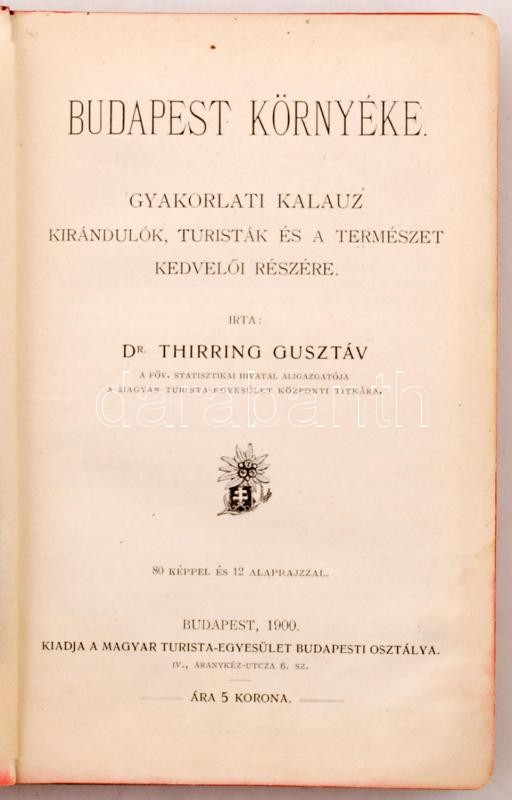 BUDAPEST KÖRNYÉKE.
GYAKORLATI KALAUZ
KIRÁNDULÓK, TURISTÁK ÉS A TERMÉSZET
KEDVELŐI RÉSZÉRE.
IRTA:
DR. THIRRING GUSZTÁV
A FŐV. STATISZTIKAI HIVATAL ALIGAZGATÓJA
A MAGYAR TURISTA-EGYESÜLET KÖZPONTI TITKÁRA.
darabanth
80 KÉPPEL ÉS 12 ALAPRAJZZAL.
BUDAPEST, 1900.
KIADJA A MAGYAR TURISTA-EGYESÜLET BUDAPESTI OSZTÁLYA.
IV., ARANYKÉZ-UTCZA 6. SZ.
ÁRA 5 KORONA.